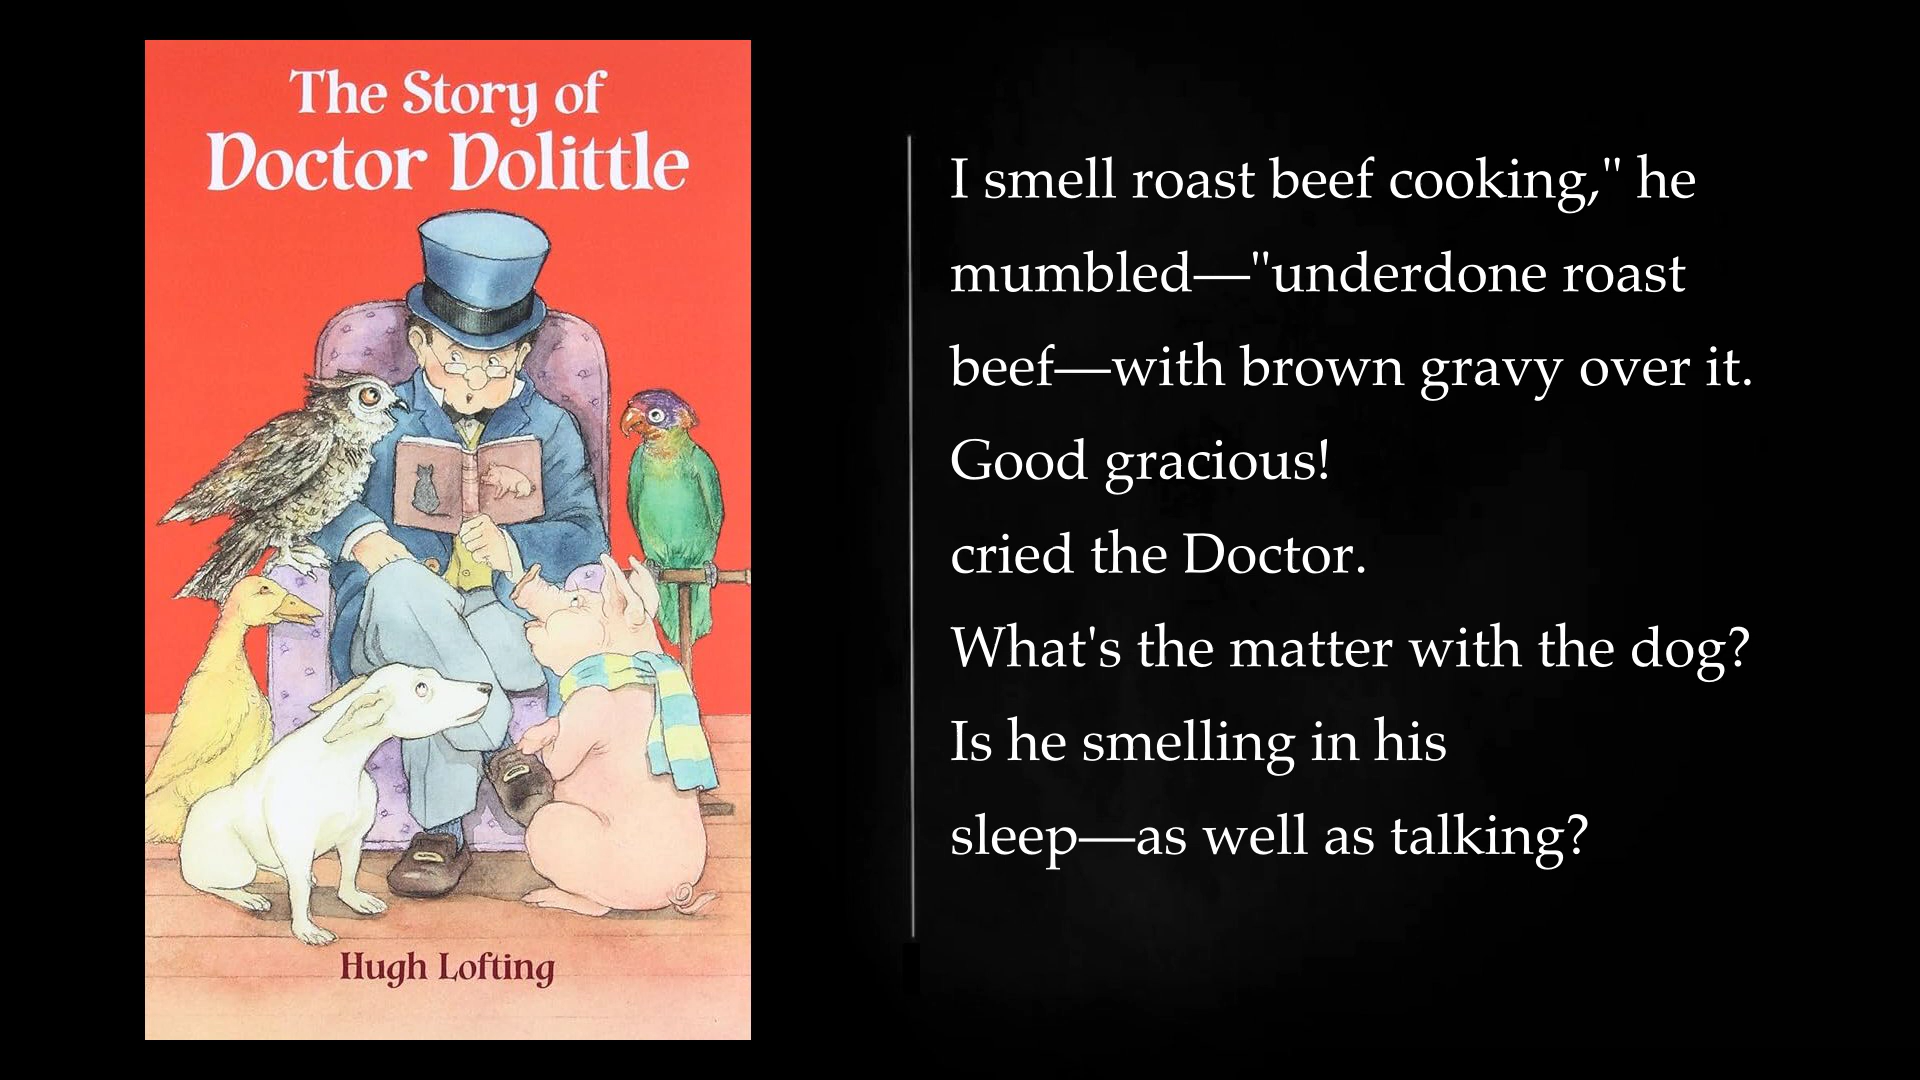 The Story of
Doctor Dolittle
Hugh Lofting
I smell roast beef cooking," he
mumbled—"underdone roast
beef—with brown gravy over it.
Good gracious!
cried the Doctor.
What's the matter with the dog?
Is he smelling in his
sleep—as well as talking?